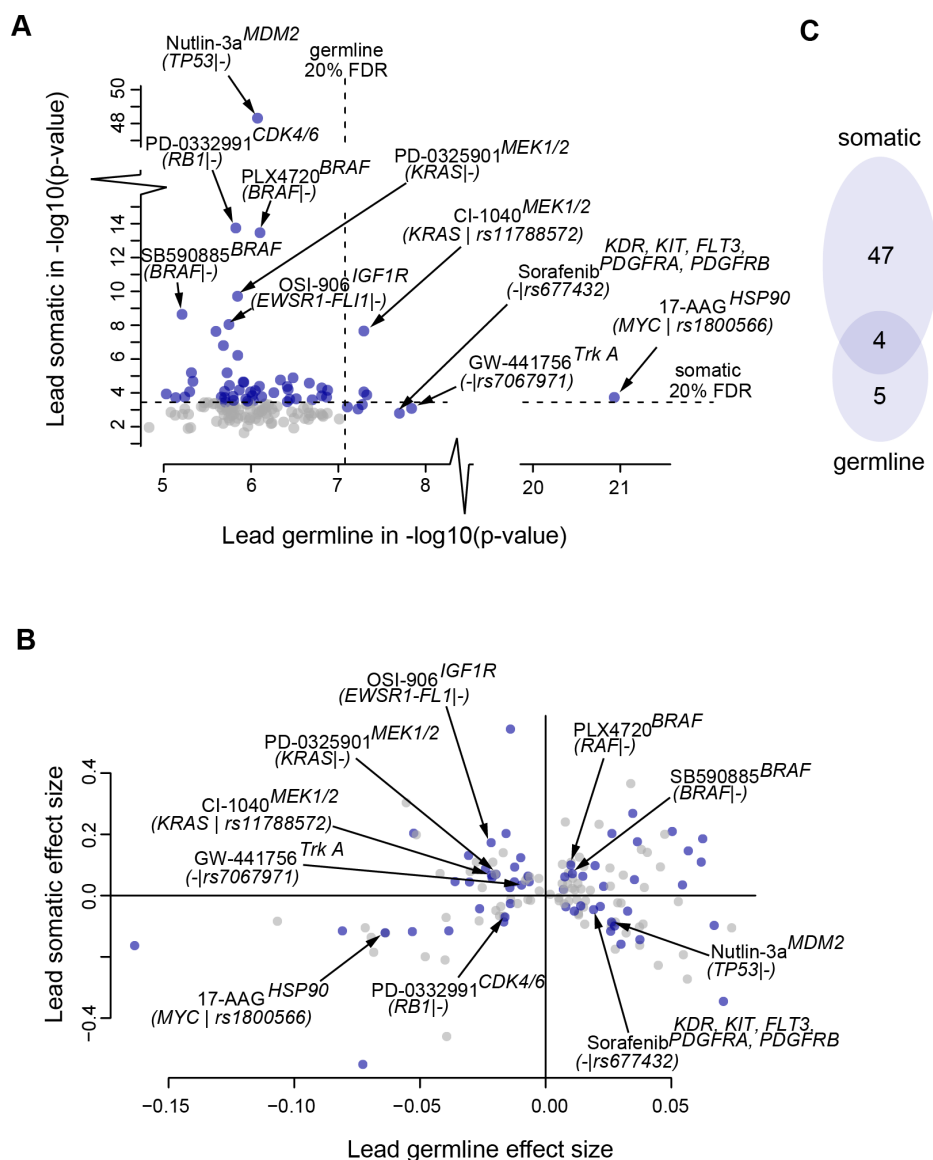 A
Nutlin-3a MDM2
(TP53|-)
germline
20% FDR
PD-0332991 CDK4/6
(RB1|-)
PLX4720 BRAF
(BRAF|-)
PD-0325901 MEK1/2
(KRAS|-)
CI-1040 MEK1/2
(KRAS | rs11788572)
SB590885 BRAF
(BRAF|-)
OSI-906 IGF1R
(EWSR1-FLI1|-)
Sorafenib KDR, KIT, FLT3,
PDGFRA, PDGFRB
(-|rs677432)
17-AAG HSP90
(MYC | rs1800566)
GW-441756 Trk A
(-|rs7067971)
somatic
20% FDR
Lead somatic in -log10(p-value)
50
48
14
12
10
8
6
4
2
5 6 7 8 20 21
Lead germline in -log10(p-value)
C
somatic
47
4
5
germline
B
OSI-906 IGF1R
(EWSR1-FL1|-)
PD-0325901 MEK1/2
(KRAS|-)
CI-1040 MEK1/2
(KRAS | rs11788572)
GW-441756 Trk A
(-|rs7067971)
PLX4720 BRAF
(RAF|-)
SB590885 BRAF
(BRAF|-)
17-AAG HSP90
(MYC | rs1800566)
PD-0332991 CDK4/6
(RB1|-)
Nutlin-3a MDM2
(TP53|-)
Sorafenib KDR, KIT, FLT3,
PDGFRA, PDGFRB
(-|rs677432)
Lead somatic effect size
0.4
0.2
0.0
−0.4
−0.15 −0.10 −0.05 0.00 0.05
Lead germline effect size